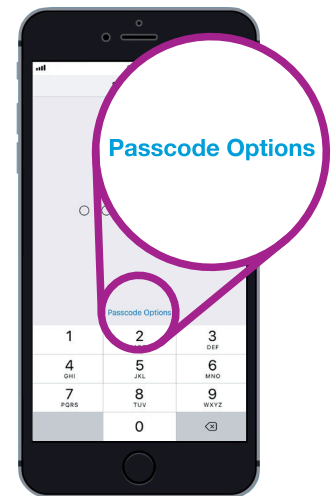 Passcode Options
Passcode Options
1 2 3
DEF
4 5 6
GHI JKL MNO
7 8 9
PQRS TUV WXYZ
0